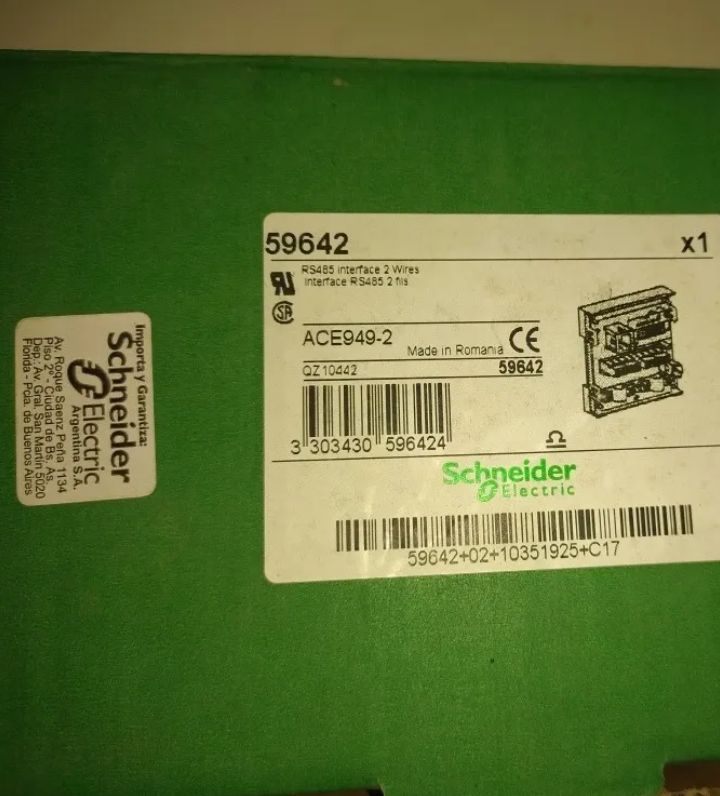 59642
x1
RS485 interface 2 Wires
Interface RS485 2 fils
ACE949-2
Made in Romania
CE
QZ10442
59642
3 303430 596424
Schneider
Electric
59642+02+10351925+C17
Importa y Garantiza:
Schneider
Electric
Argentina S.A.
Av. Roque Saenz Peña 1134
Piso 2º - Ciudad de Bs. As.
Dep.: Av. Gral. San Martin 5020
Florida - Pcia. de Buenos Aires